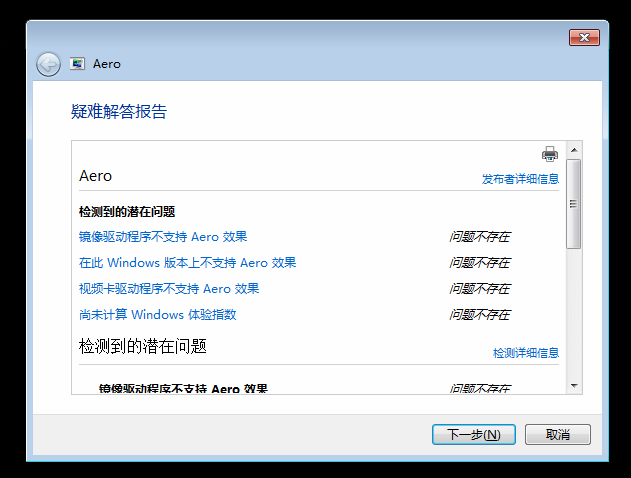 Aero
疑难解答报告
Aero 发布者详细信息
检测到的潜在问题
镜像驱动程序不支持 Aero 效果 问题不存在
在此 Windows 版本上不支持 Aero 效果 问题不存在
视频卡驱动程序不支持 Aero 效果 问题不存在
尚未计算 Windows 体验指数 问题不存在
检测到的潜在问题 检测详细信息
镜像驱动程序不支持 Aero 效果 问题不存在
下一步(N) 取消